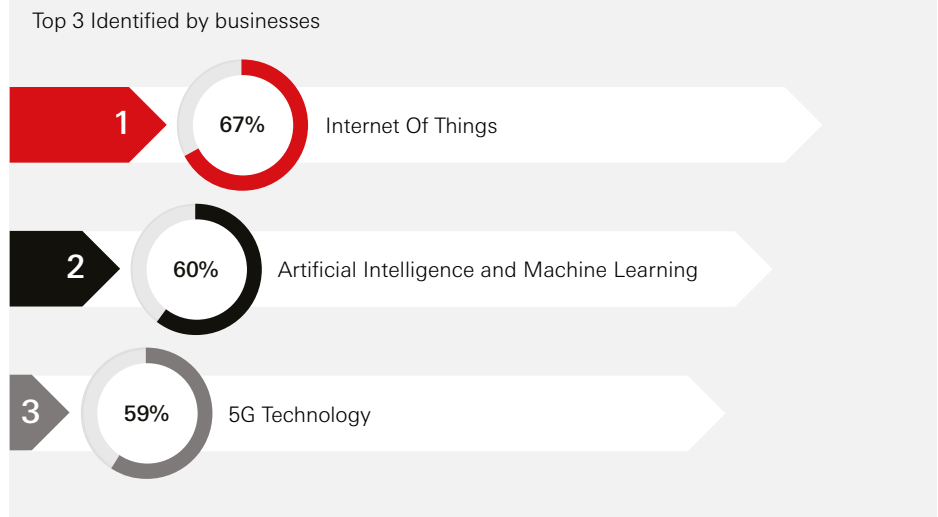 Top 3 Identified by businesses
1
67%
Internet Of Things
2
60%
Artificial Intelligence and Machine Learning
3
59%
5G Technology